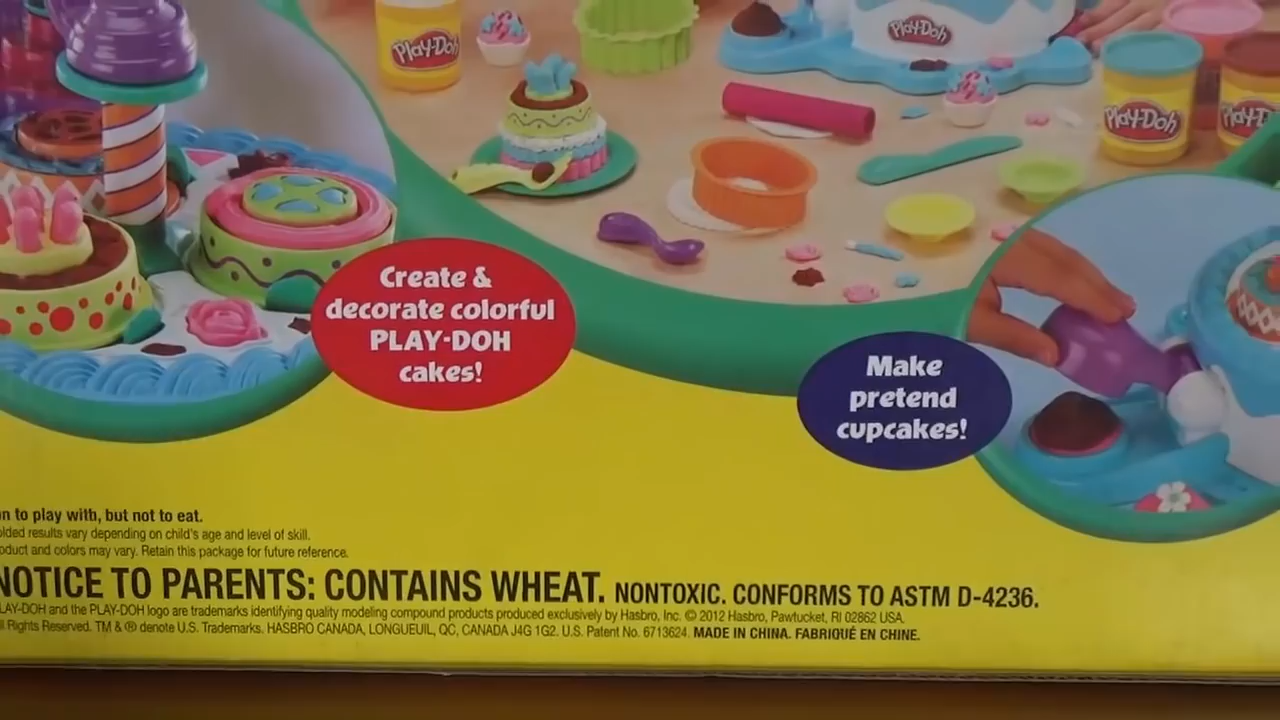 PLAY-DOH
PLAY-DOH
PLAY-DOH
PLAY-DOH
Create &
decorate colorful
PLAY-DOH
cakes!
Make
pretend
cupcakes!
to play with, but not to eat.
results vary depending on child's age and level of skill.
and colors may vary. Retain this package for future reference.
NOTICE TO PARENTS: CONTAINS WHEAT. NONTOXIC. CONFORMS TO ASTM D-4236.
PLAY-DOH and the PLAY-DOH logo are trademarks identifying quality modeling compound products produced exclusively by Hasbro, Inc. © 2012 Hasbro, Pawtucket, RI 02862 USA.
Rights Reserved. TM & ® denote U.S. Trademarks. HASBRO CANADA, LONGUEUIL, QC, CANADA J4G 1G2. U.S. Patent No. 6713624. MADE IN CHINA. FABRIQUÉ EN CHINE.